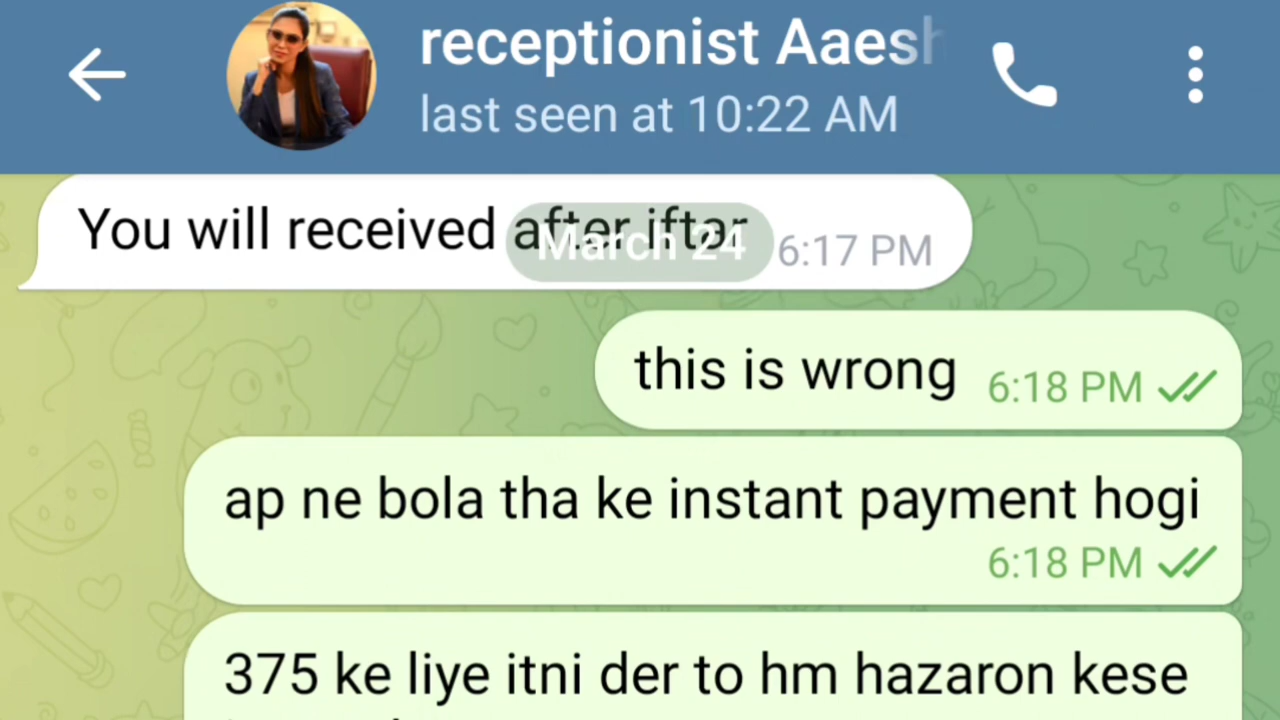 receptionist Aaesh
last seen at 10:22 AM
You will received after iftar 6:17 PM
March 24
this is wrong 6:18 PM
ap ne bola tha ke instant payment hogi
6:18 PM
375 ke liye itni der to hm hazaron kese